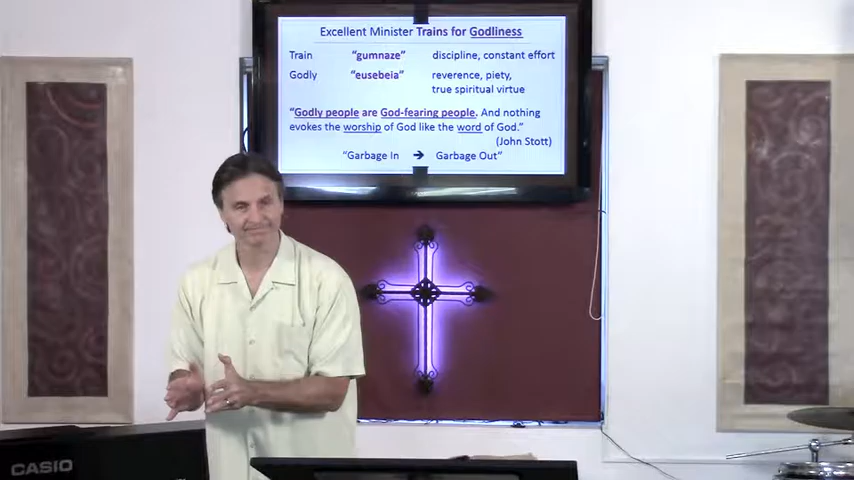 Excellent Minister Trains for Godliness
Train "gumnaze" discipline, constant effort
Godly "eusebeia" reverence, piety,
true spiritual virtue
"Godly people are God-fearing people. And nothing
evokes the worship of God like the word of God."
(John Stott)
"Garbage In → Garbage Out"
CASIO